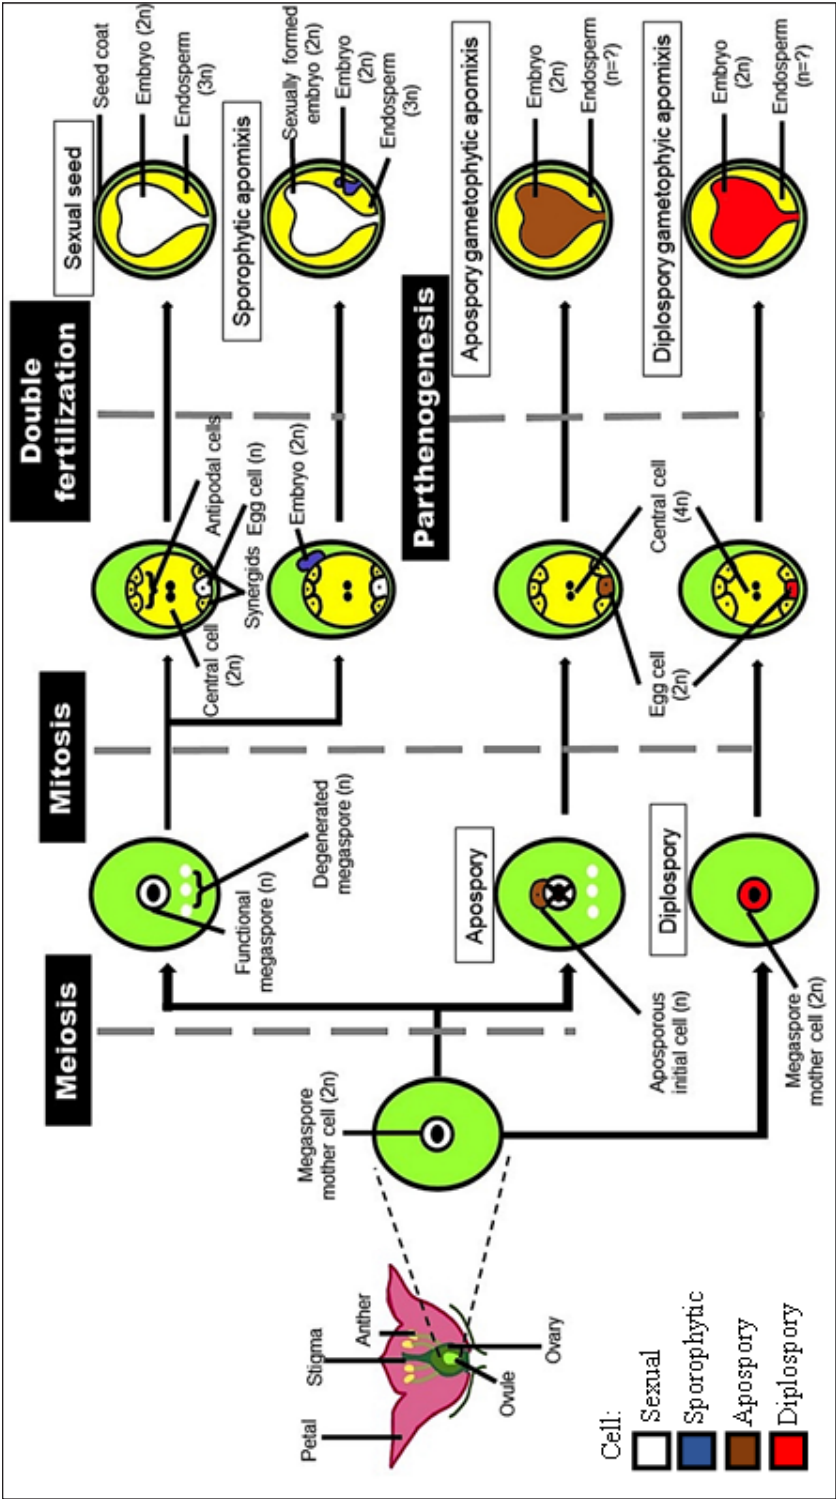 Meiosis
Mitosis
Double
fertilization
Parthenogenesis
Petal
Stigma
Anther
Ovule
Ovary
Megaspore
mother cell (2n)
Functional
megaspore (n)
Degenerated
megaspore (n)
Central cell
(2n)
Synergids
Egg cell (n)
Antipodal cells
Embryo (2n)
Sexual seed
Seed coat
Embryo (2n)
Endosperm
(3n)
Sporophytic apomixis
Sexually formed
embryo (2n)
Embryo
(2n)
Endosperm
(3n)
Apospory
Aposporous
initial cell (n)
Egg cell
(2n)
Central cell
(4n)
Apospory gametophytic apomixis
Embryo
(2n)
Endosperm
(n=?)
Diplospory
Megaspore
mother cell (2n)
Diplospory gametophyic apomixis
Embryo
(2n)
Endosperm
(n=?)
Cell:
Sexual
Sporophytic
Apospory
Diplospory